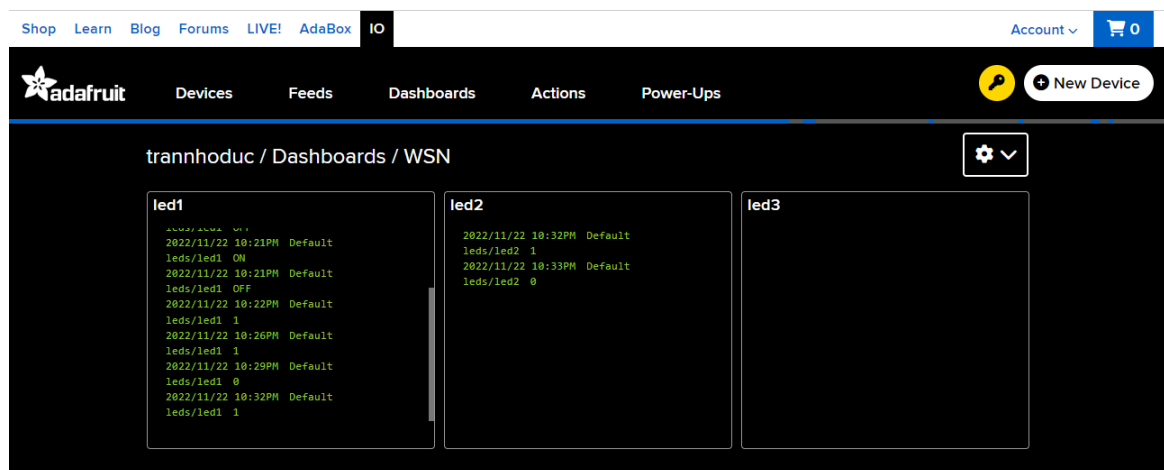 Shop Learn Blog Forums LIVE! AdaBox IO Account 0
adafruit Devices Feeds Dashboards Actions Power-Ups New Device
trannhoduc / Dashboards / WSN
led1
leds/led1 OFF
2022/11/22 10:21PM Default
leds/led1 ON
2022/11/22 10:21PM Default
leds/led1 OFF
2022/11/22 10:22PM Default
leds/led1 1
2022/11/22 10:26PM Default
leds/led1 1
2022/11/22 10:29PM Default
leds/led1 0
2022/11/22 10:32PM Default
leds/led1 1
led2
2022/11/22 10:32PM Default
leds/led2 1
2022/11/22 10:33PM Default
leds/led2 0
led3